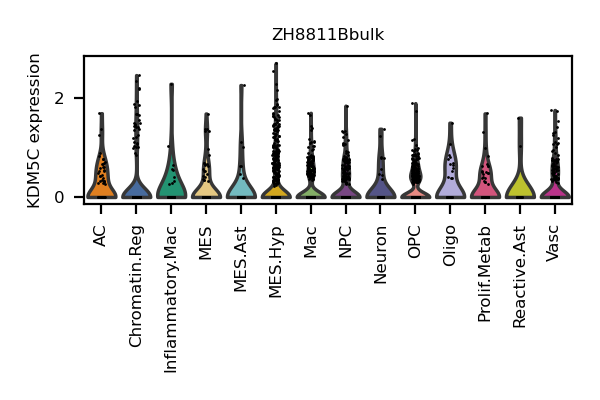 ZH8811Bbulk
KDM5C expression
2
0
AC
Chromatin.Reg
Inflammatory.Mac
MES
MES.Ast
MES.Hyp
Mac
NPC
Neuron
OPC
Oligo
Prolif.Metab
Reactive.Ast
Vasc